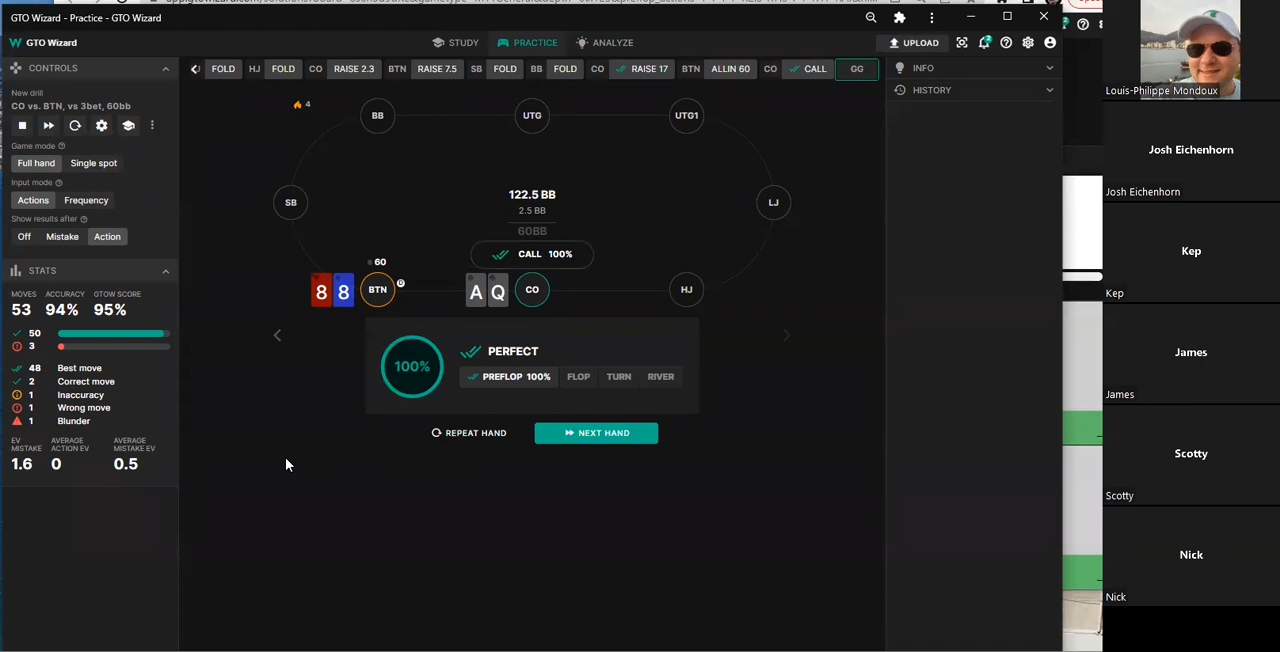 GTO Wizard - Practice - GTO Wizard
GTO Wizard
STUDY
PRACTICE
ANALYZE
UPLOAD
CONTROLS
New drill
CO vs. BTN, vs 3bet, 60bb
Game mode
Full hand
Single spot
Input mode
Actions
Frequency
Show results after
Off
Mistake
Action
STATS
MOVES
ACCURACY
GTOW SCORE
53
94%
95%
50
3
48 Best move
2 Correct move
1 Inaccuracy
1 Wrong move
1 Blunder
EV MISTAKE
AVERAGE ACTION EV
AVERAGE MISTAKE EV
1.6
0
0.5
FOLD
HJ
FOLD
CO
RAISE 2.3
BTN
RAISE 7.5
SB
FOLD
BB
FOLD
CO
RAISE 17
BTN
ALLIN 60
CO
CALL
GG
4
BB
UTG
UTG1
SB
LJ
122.5 BB
2.5 BB
60BB
CALL 100%
60
8 8
BTN
D
A Q
CO
HJ
100%
PERFECT
PREFLOP 100%
FLOP
TURN
RIVER
REPEAT HAND
NEXT HAND
INFO
HISTORY
Louis-Philippe Mondoux
Josh Eichenhorn
Josh Eichenhorn
Kep
Kep
James
James
Scotty
Scotty
Nick
Nick